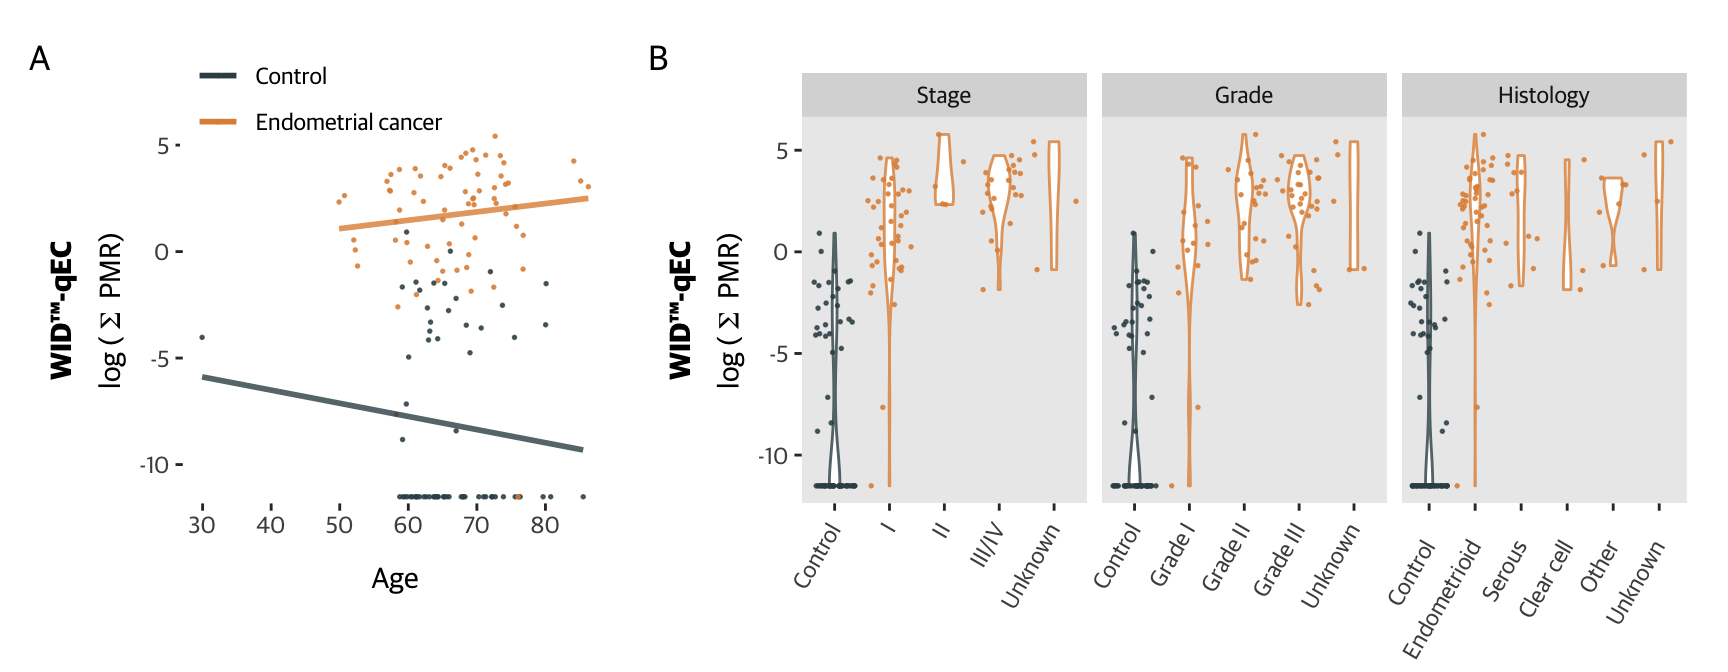 A
Control
Endometrial cancer
WID™-qEC
log ( Σ PMR)
5
0
-5
-10
30 40 50 60 70 80
Age
B
WID™-qEC
log ( Σ PMR)
Stage Grade Histology
5
0
-5
-10
Control I II III/IV Unknown
Control Grade I Grade II Grade III Unknown
Control Endometrioid Serous Clear cell Other Unknown